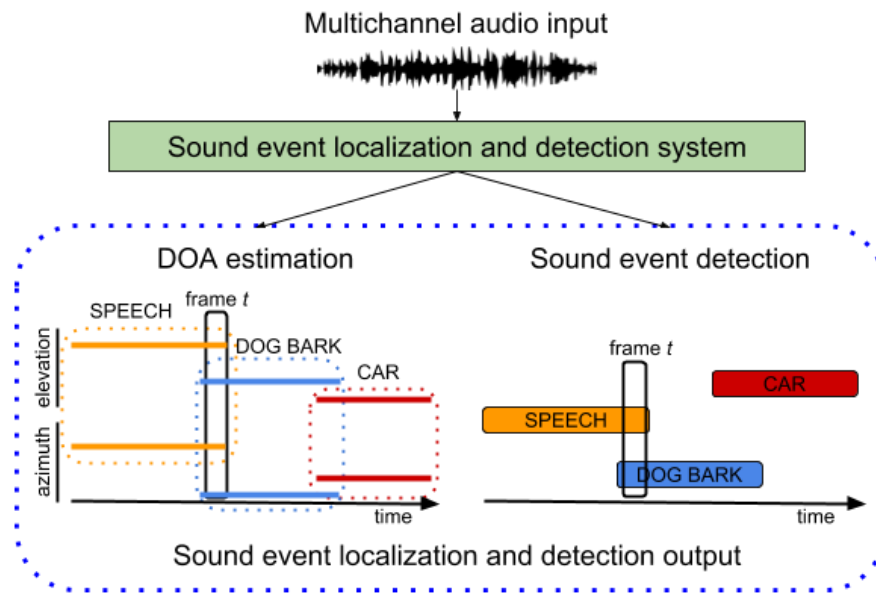 Multichannel audio input
Sound event localization and detection system
DOA estimation
Sound event detection
SPEECH
frame t
DOG BARK
CAR
elevation
azimuth
time
frame t
CAR
SPEECH
DOG BARK
time
Sound event localization and detection output